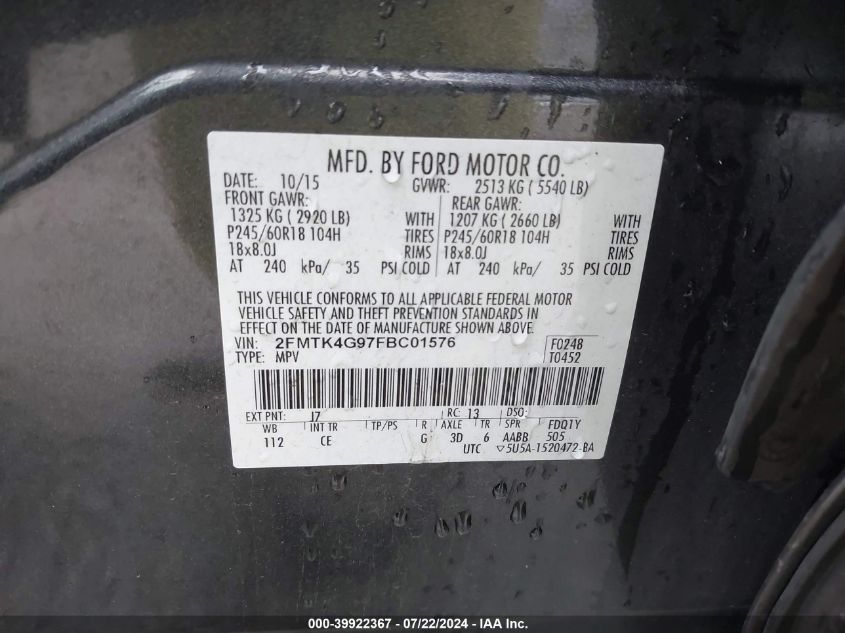 MFD. BY FORD MOTOR CO.
DATE: 10/15 GVWR: 2513 KG ( 5540 LB)
FRONT GAWR: REAR GAWR:
1325 KG ( 2920 LB) WITH 1207 KG ( 2660 LB) WITH
P245/60R18 104H TIRES P245/60R18 104H TIRES
18x8.0J RIMS 18x8.0J RIMS
AT 240 kPa/ 35 PSI COLD AT 240 kPa/ 35 PSI COLD
THIS VEHICLE CONFORMS TO ALL APPLICABLE FEDERAL MOTOR
VEHICLE SAFETY AND THEFT PREVENTION STANDARDS IN
EFFECT ON THE DATE OF MANUFACTURE SHOWN ABOVE.
VIN: 2FMTK4G97FBC01576 F0248
TYPE: MPV T0452
EXT PNT: J7 RC: 13 DSO:
WB INT TR TP/PS R AXLE TR SPR FDQ1Y
112 CE G 3D 6 AABB 505
UTC ▽5U5A-1520472-BA
000-39922367 / 07/22/2024 - IAA Inc.